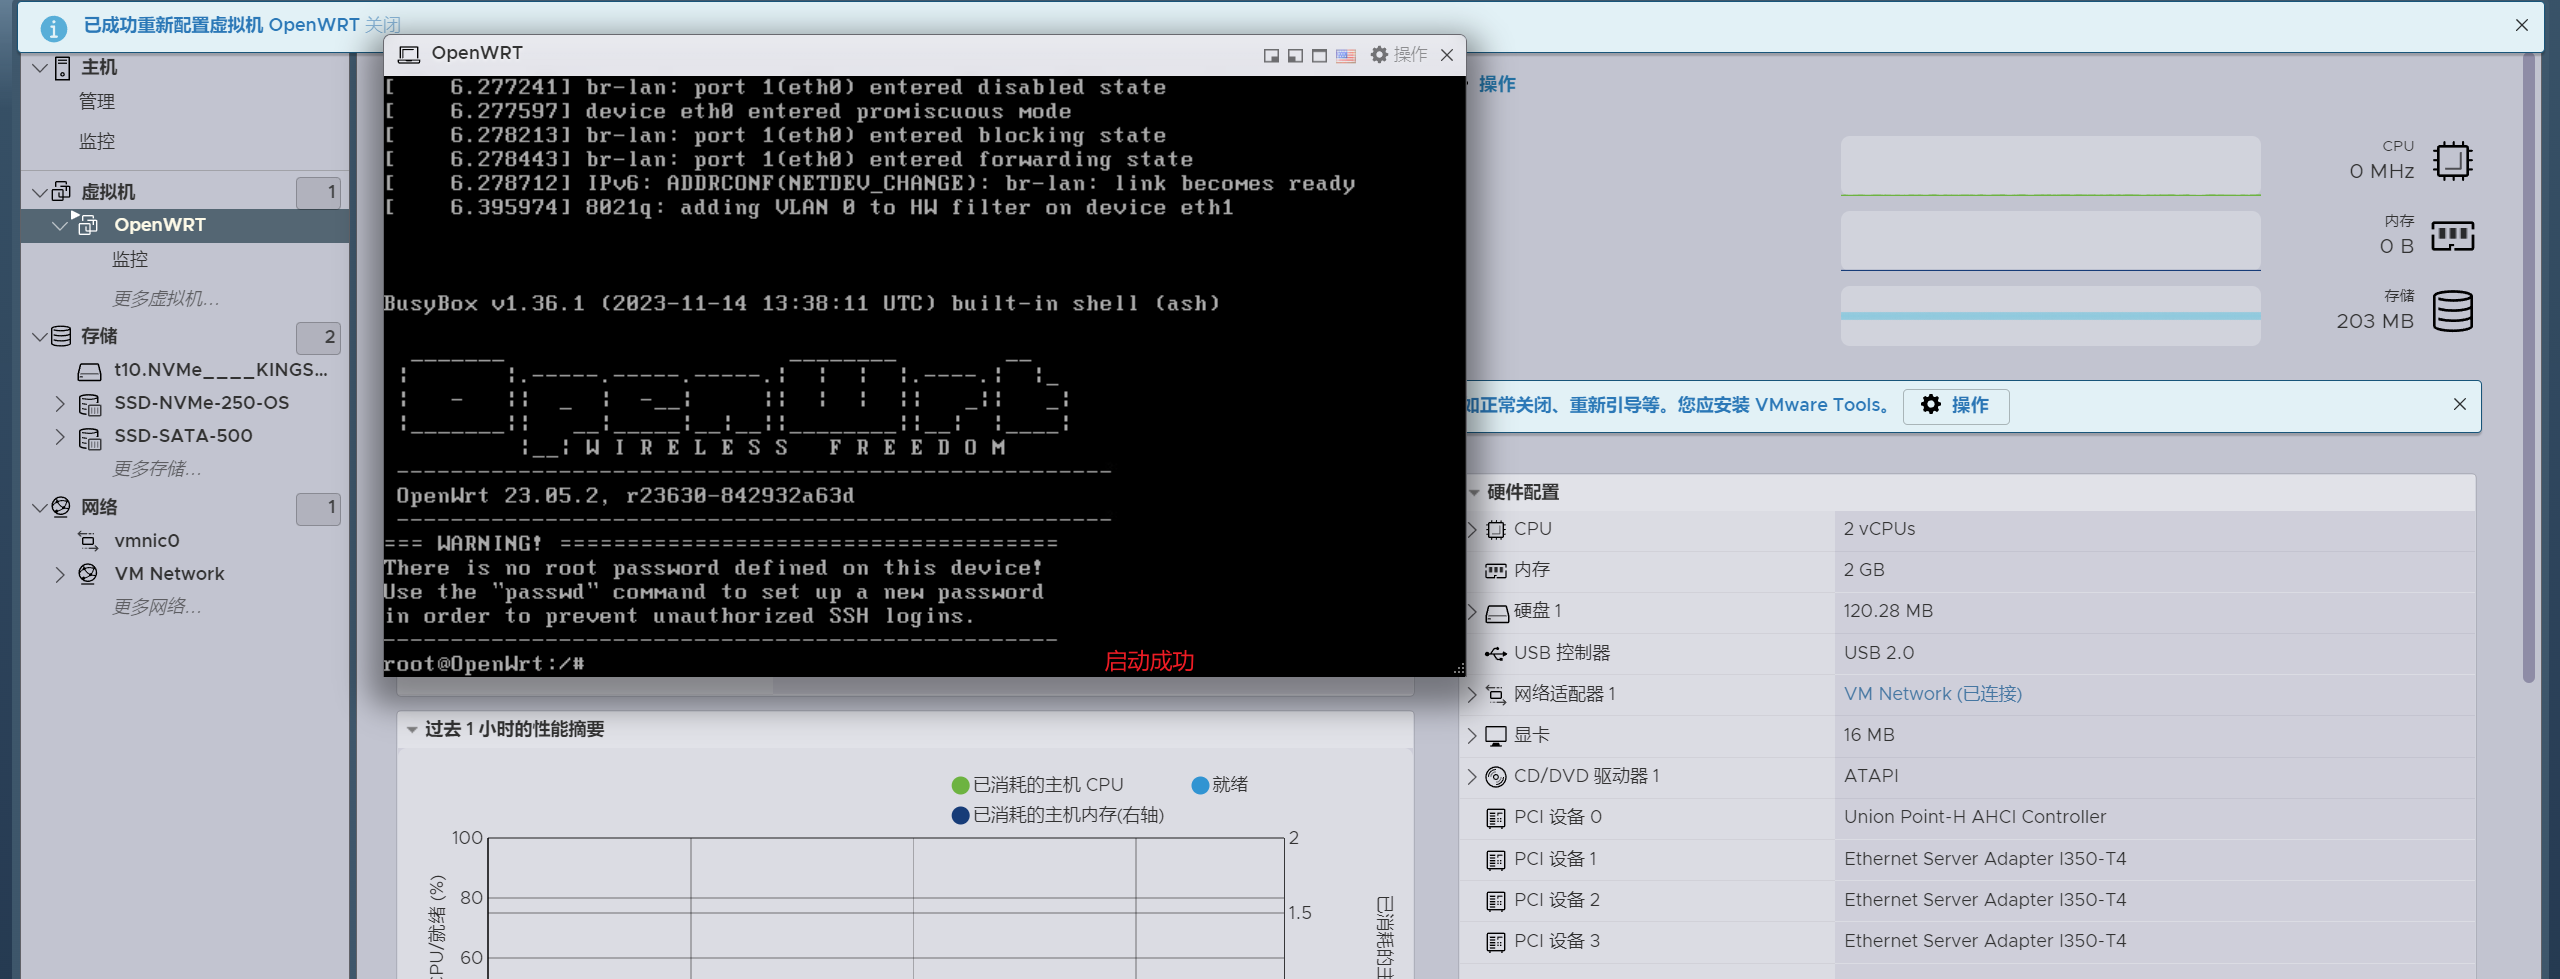 已成功重新配置虚拟机 OpenWRT 关闭
主机
管理
监控
虚拟机 1
OpenWRT
监控
更多虚拟机...
存储 2
t10.NVMe____KINGS...
SSD-NVMe-250-OS
SSD-SATA-500
更多存储...
网络 1
vmnic0
VM Network
更多网络...
OpenWRT 操作
[    6.277241] br-lan: port 1(eth0) entered disabled state
[    6.277597] device eth0 entered promiscuous mode
[    6.278213] br-lan: port 1(eth0) entered blocking state
[    6.278443] br-lan: port 1(eth0) entered forwarding state
[    6.278712] IPv6: ADDRCONF(NETDEV_CHANGE): br-lan: link becomes ready
[    6.395974] 8021q: adding VLAN 0 to HW filter on device eth1
BusyBox v1.36.1 (2023-11-14 13:38:11 UTC) built-in shell (ash)
OpenWrt
W I R E L E S S   F R E E D O M
-----------------------------------------------------
OpenWrt 23.05.2, r23630-842932a63d
-----------------------------------------------------
=== WARNING! =====================================
There is no root password defined on this device!
Use the "passwd" command to set up a new password
in order to prevent unauthorized SSH logins.
--------------------------------------------------
root@OpenWrt:/#
启动成功
操作
CPU
0 MHz
内存
0 B
存储
203 MB
如正常关闭、重新引导等。您应安装 VMware Tools。 操作
硬件配置
CPU 2 vCPUs
内存 2 GB
硬盘 1 120.28 MB
USB 控制器 USB 2.0
网络适配器 1 VM Network (已连接)
显卡 16 MB
CD/DVD 驱动器 1 ATAPI
PCI 设备 0 Union Point-H AHCI Controller
PCI 设备 1 Ethernet Server Adapter I350-T4
PCI 设备 2 Ethernet Server Adapter I350-T4
PCI 设备 3 Ethernet Server Adapter I350-T4
过去 1 小时的性能摘要
已消耗的主机 CPU 就绪
已消耗的主机内存(右轴)
100
80
60
2
1.5
CPU/就绪 (%)
已消耗的主